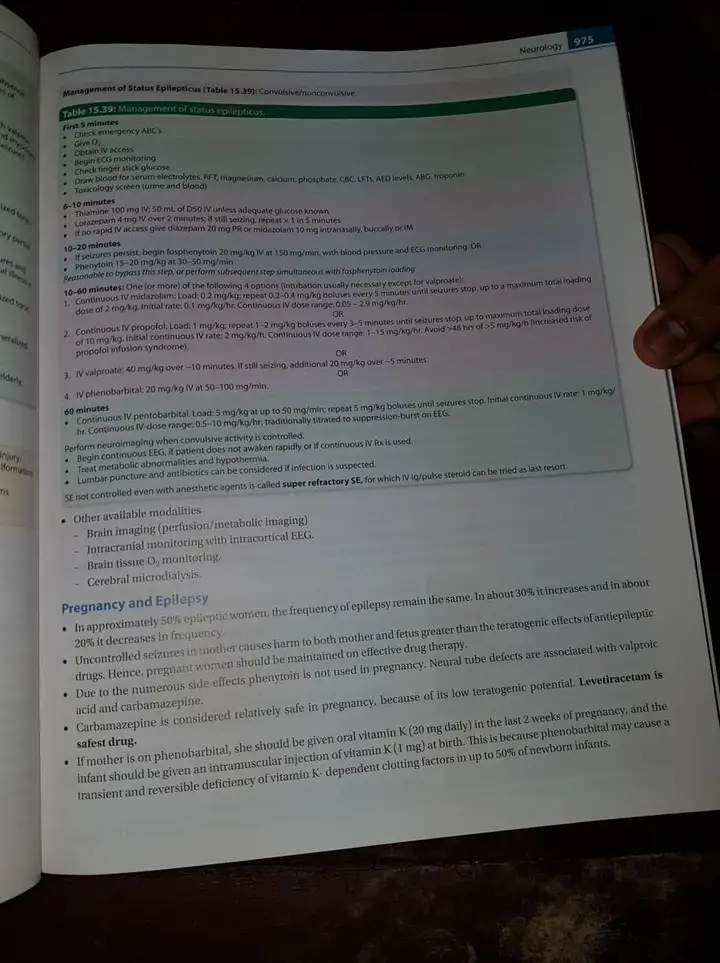 Neurology 975
Management of Status Epilepticus (Table 15.39): Convulsive/nonconvulsive.
Table 15.39: Management of status epilepticus.
First 5 minutes
• Check emergency ABC's
• Give O₂
• Obtain IV access
• Begin ECG monitoring
• Check finger stick glucose
• Draw blood for serum electrolytes, RFT, magnesium, calcium, phosphate, CBC, LFTs, AED levels, ABG, troponin
• Toxicology screen (urine and blood)
6–10 minutes
• Thiamine 100 mg IV; 50 mL of D50 IV unless adequate glucose known
• Lorazepam 4 mg IV over 2 minutes; if still seizing, repeat × 1 in 5 minutes
• If no rapid IV access give diazepam 20 mg PR or midazolam 10 mg intranasally, buccally or IM
10–20 minutes
• If seizures persist, begin fosphenytoin 20 mg/kg IV at 150 mg/min, with blood pressure and ECG monitoring. OR
• Phenytoin 15–20 mg/kg at 30–50 mg/min
Reasonable to bypass this step, or perform subsequent step simultaneous with fosphenytoin loading
10–60 minutes: One (or more) of the following 4 options (intubation usually necessary except for valproate):
1. Continuous IV midazolam: Load: 0.2 mg/kg; repeat 0.2–0.4 mg/kg boluses every 5 minutes until seizures stop, up to a maximum total loading
dose of 2 mg/kg. Initial rate: 0.1 mg/kg/hr. Continuous IV dose range: 0.05 – 2.9 mg/kg/hr.
OR
2. Continuous IV propofol: Load: 1 mg/kg; repeat 1–2 mg/kg boluses every 3–5 minutes until seizures stop, up to maximum total loading dose
of 10 mg/kg. Initial continuous IV rate: 2 mg/kg/h. Continuous IV dose range: 1–15 mg/kg/hr. Avoid >48 hrs of >5 mg/kg/h (increased risk of
propofol infusion syndrome).
OR
3. IV valproate: 40 mg/kg over ~10 minutes. If still seizing, additional 20 mg/kg over ~5 minutes.
OR
4. IV phenobarbital: 20 mg/kg IV at 50–100 mg/min.
60 minutes
• Continuous IV pentobarbital. Load: 5 mg/kg at up to 50 mg/min; repeat 5 mg/kg boluses until seizures stop. Initial continuous IV rate: 1 mg/kg/
hr. Continuous IV-dose range: 0.5–10 mg/kg/hr; traditionally titrated to suppression-burst on EEG.
Perform neuroimaging when convulsive activity is controlled.
• Begin continuous EEG, if patient does not awaken rapidly or if continuous IV Rx is used.
• Treat metabolic abnormalities and hypothermia.
• Lumbar puncture and antibiotics can be considered if infection is suspected.
SE not controlled even with anesthetic agents is called super refractory SE, for which IV ig/pulse steroid can be tried as last resort.
• Other available modalities
– Brain imaging (perfusion/metabolic imaging)
– Intracranial monitoring with intracortical EEG.
– Brain tissue O₂ monitoring.
– Cerebral microdialysis.
Pregnancy and Epilepsy
• In approximately 50% epileptic women, the frequency of epilepsy remain the same. In about 30% it increases and in about
20% it decreases in frequency.
• Uncontrolled seizures in mother causes harm to both mother and fetus greater than the teratogenic effects of antiepileptic
drugs. Hence, pregnant women should be maintained on effective drug therapy.
• Due to the numerous side effects phenytoin is not used in pregnancy. Neural tube defects are associated with valproic
acid and carbamazepine.
• Carbamazepine is considered relatively safe in pregnancy, because of its low teratogenic potential. Levetiracetam is
safest drug.
• If mother is on phenobarbital, she should be given oral vitamin K (20 mg daily) in the last 2 weeks of pregnancy, and the
infant should be given an intramuscular injection of vitamin K (1 mg) at birth. This is because phenobarbital may cause a
transient and reversible deficiency of vitamin K- dependent clotting factors in up to 50% of newborn infants.